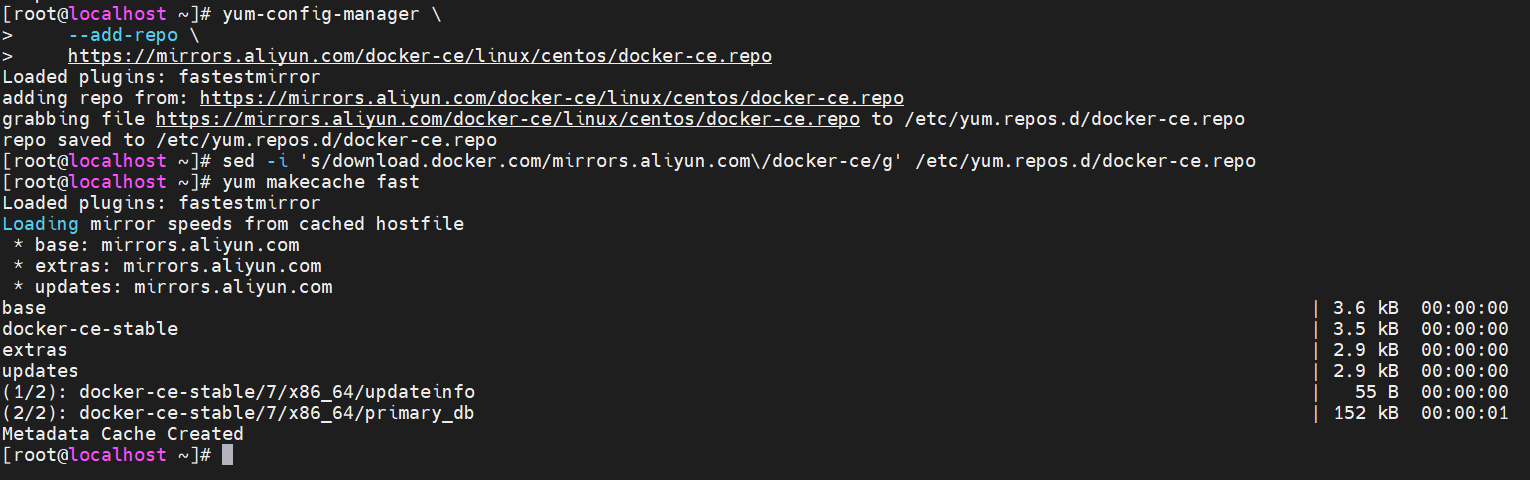 [root@localhost ~]# yum-config-manager \
>     --add-repo \
>     https://mirrors.aliyun.com/docker-ce/linux/centos/docker-ce.repo
Loaded plugins: fastestmirror
adding repo from: https://mirrors.aliyun.com/docker-ce/linux/centos/docker-ce.repo
grabbing file https://mirrors.aliyun.com/docker-ce/linux/centos/docker-ce.repo to /etc/yum.repos.d/docker-ce.repo
repo saved to /etc/yum.repos.d/docker-ce.repo
[root@localhost ~]# sed -i 's/download.docker.com/mirrors.aliyun.com\/docker-ce/g' /etc/yum.repos.d/docker-ce.repo
[root@localhost ~]# yum makecache fast
Loaded plugins: fastestmirror
Loading mirror speeds from cached hostfile
 * base: mirrors.aliyun.com
 * extras: mirrors.aliyun.com
 * updates: mirrors.aliyun.com
base | 3.6 kB  00:00:00
docker-ce-stable | 3.5 kB  00:00:00
extras | 2.9 kB  00:00:00
updates | 2.9 kB  00:00:00
(1/2): docker-ce-stable/7/x86_64/updateinfo |   55 B  00:00:00
(2/2): docker-ce-stable/7/x86_64/primary_db | 152 kB  00:00:01
Metadata Cache Created
[root@localhost ~]#